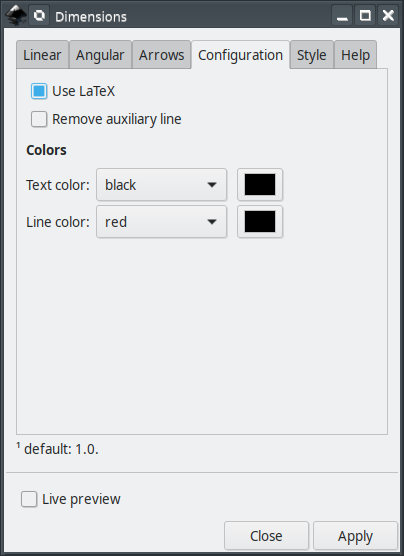 Dimensions
Linear Angular Arrows Configuration Style Help
Use LaTeX
Remove auxiliary line
Colors
Text color: black
Line color: red
¹ default: 1.0.
Live preview
Close Apply